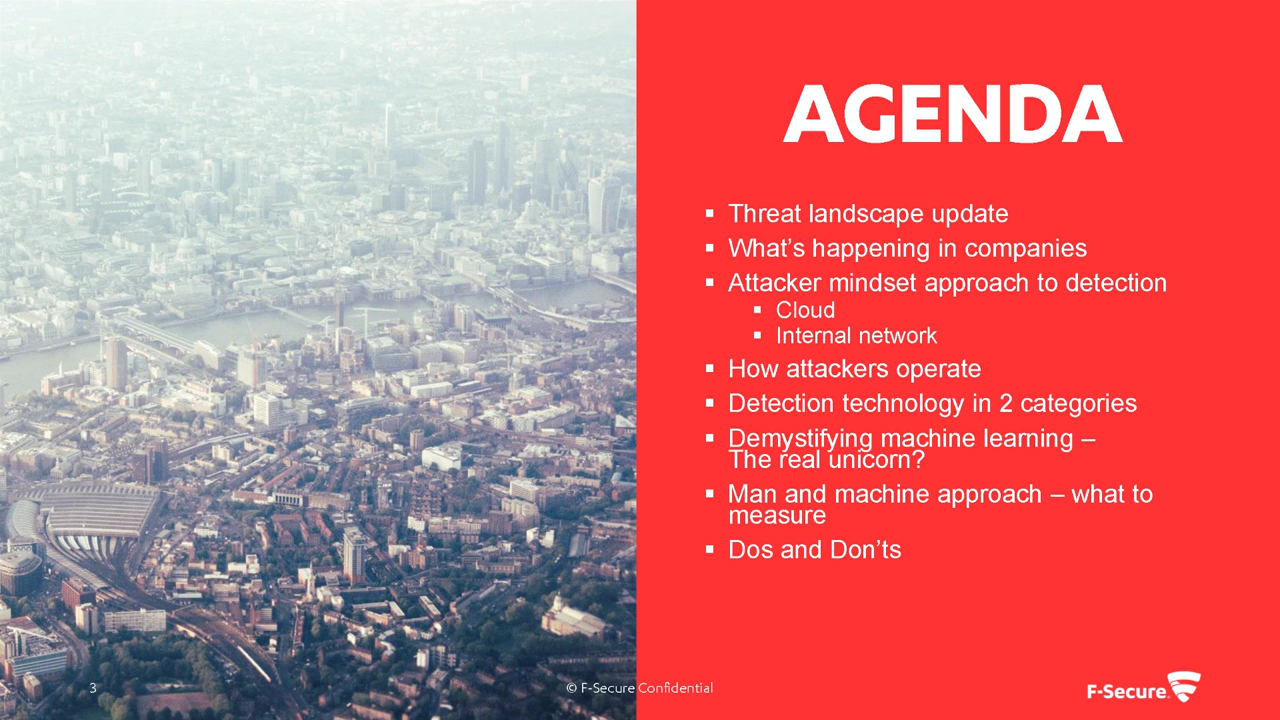 AGENDA
▪ Threat landscape update
▪ What’s happening in companies
▪ Attacker mindset approach to detection
▪ Cloud
▪ Internal network
▪ How attackers operate
▪ Detection technology in 2 categories
▪ Demystifying machine learning –
The real unicorn?
▪ Man and machine approach – what to
measure
▪ Dos and Don’ts
3
© F-Secure Confidential
F-Secure.